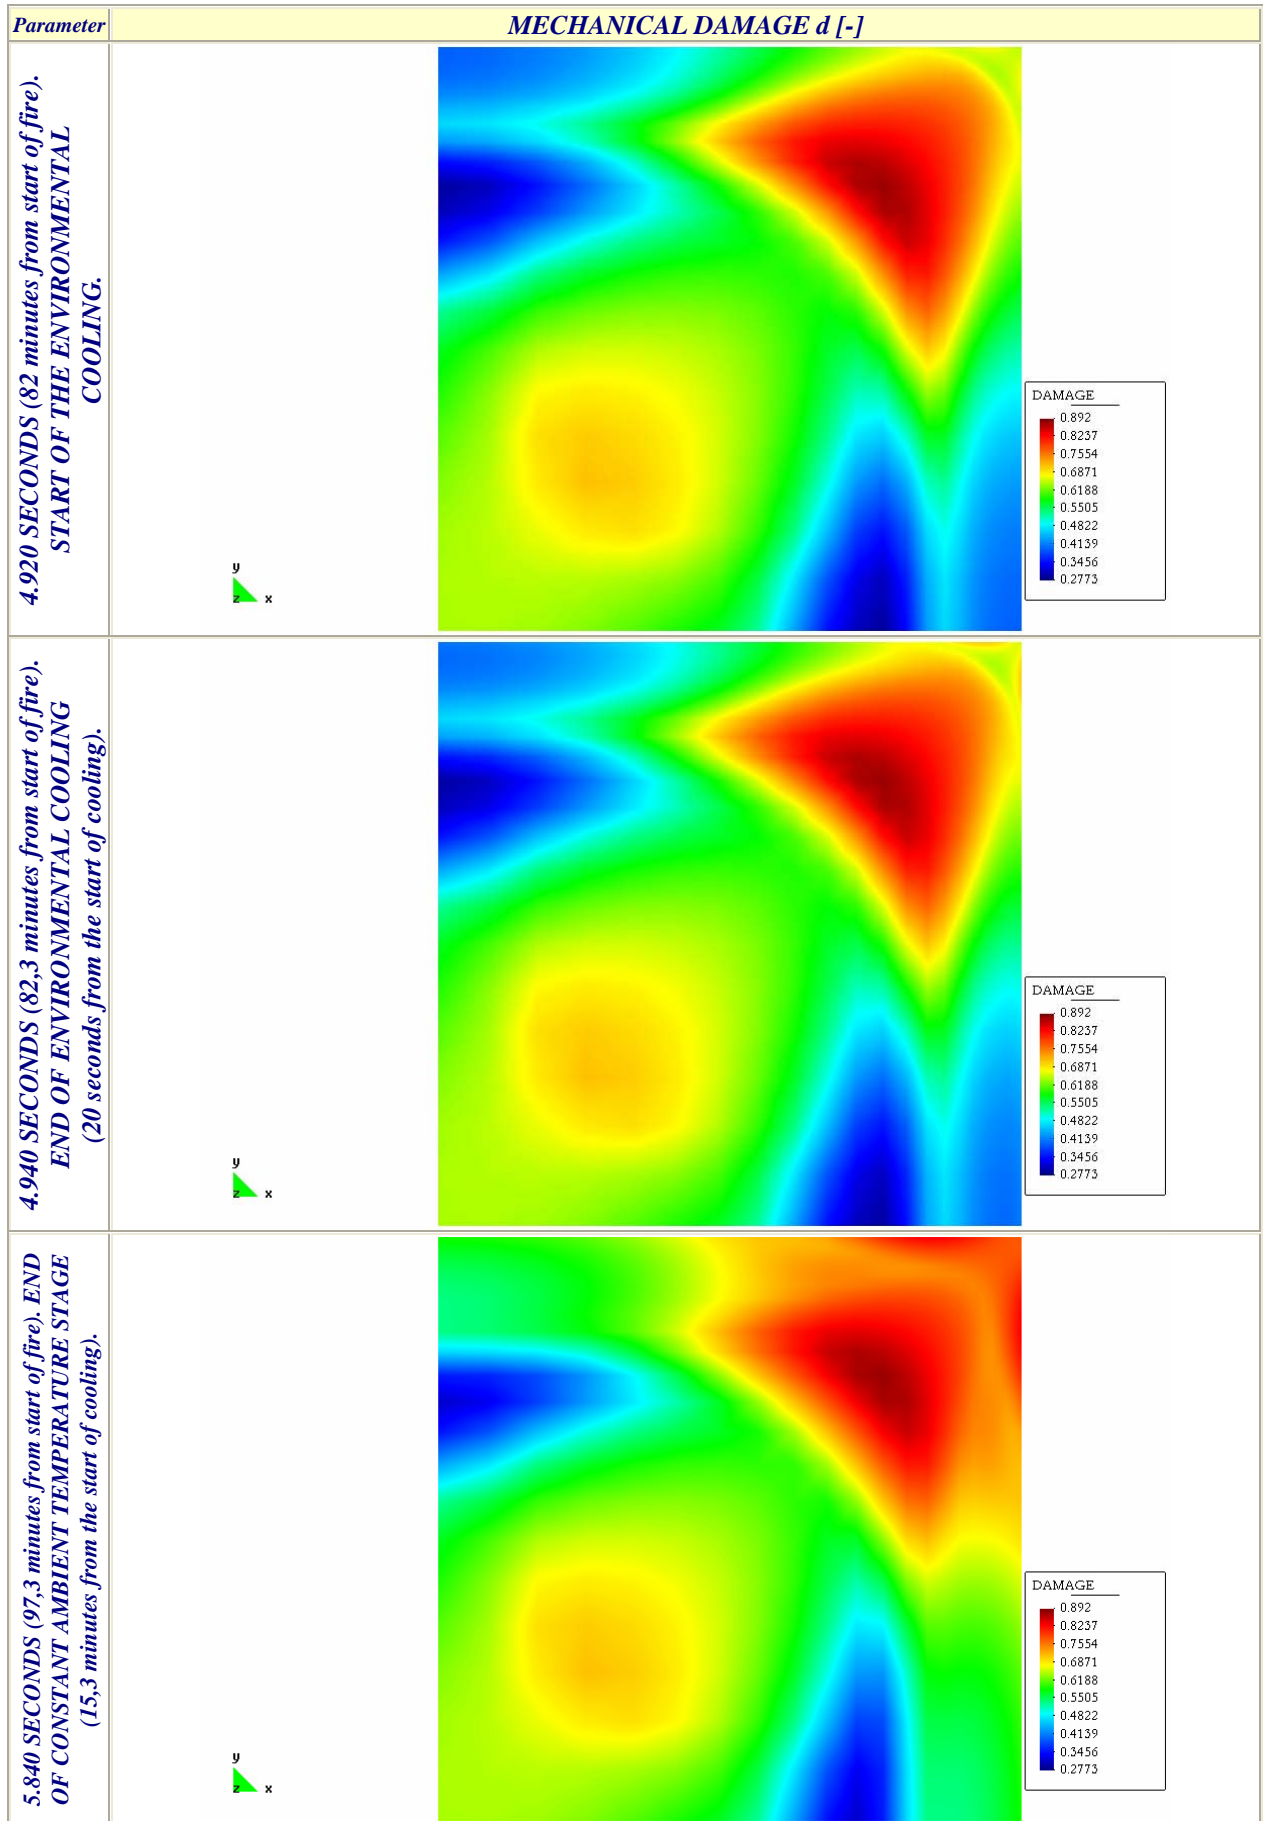 Parameter
MECHANICAL DAMAGE d [-]
4.920 SECONDS (82 minutes from start of fire).
START OF THE ENVIRONMENTAL
COOLING.
y
z x
DAMAGE
0.892
0.8237
0.7554
0.6871
0.6188
0.5505
0.4822
0.4139
0.3456
0.2773
4.940 SECONDS (82,3 minutes from start of fire).
END OF ENVIRONMENTAL COOLING
(20 seconds from the start of cooling).
y
z x
DAMAGE
0.892
0.8237
0.7554
0.6871
0.6188
0.5505
0.4822
0.4139
0.3456
0.2773
5.840 SECONDS (97,3 minutes from start of fire). END
OF CONSTANT AMBIENT TEMPERATURE STAGE
(15,3 minutes from the start of cooling).
y
z x
DAMAGE
0.892
0.8237
0.7554
0.6871
0.6188
0.5505
0.4822
0.4139
0.3456
0.2773